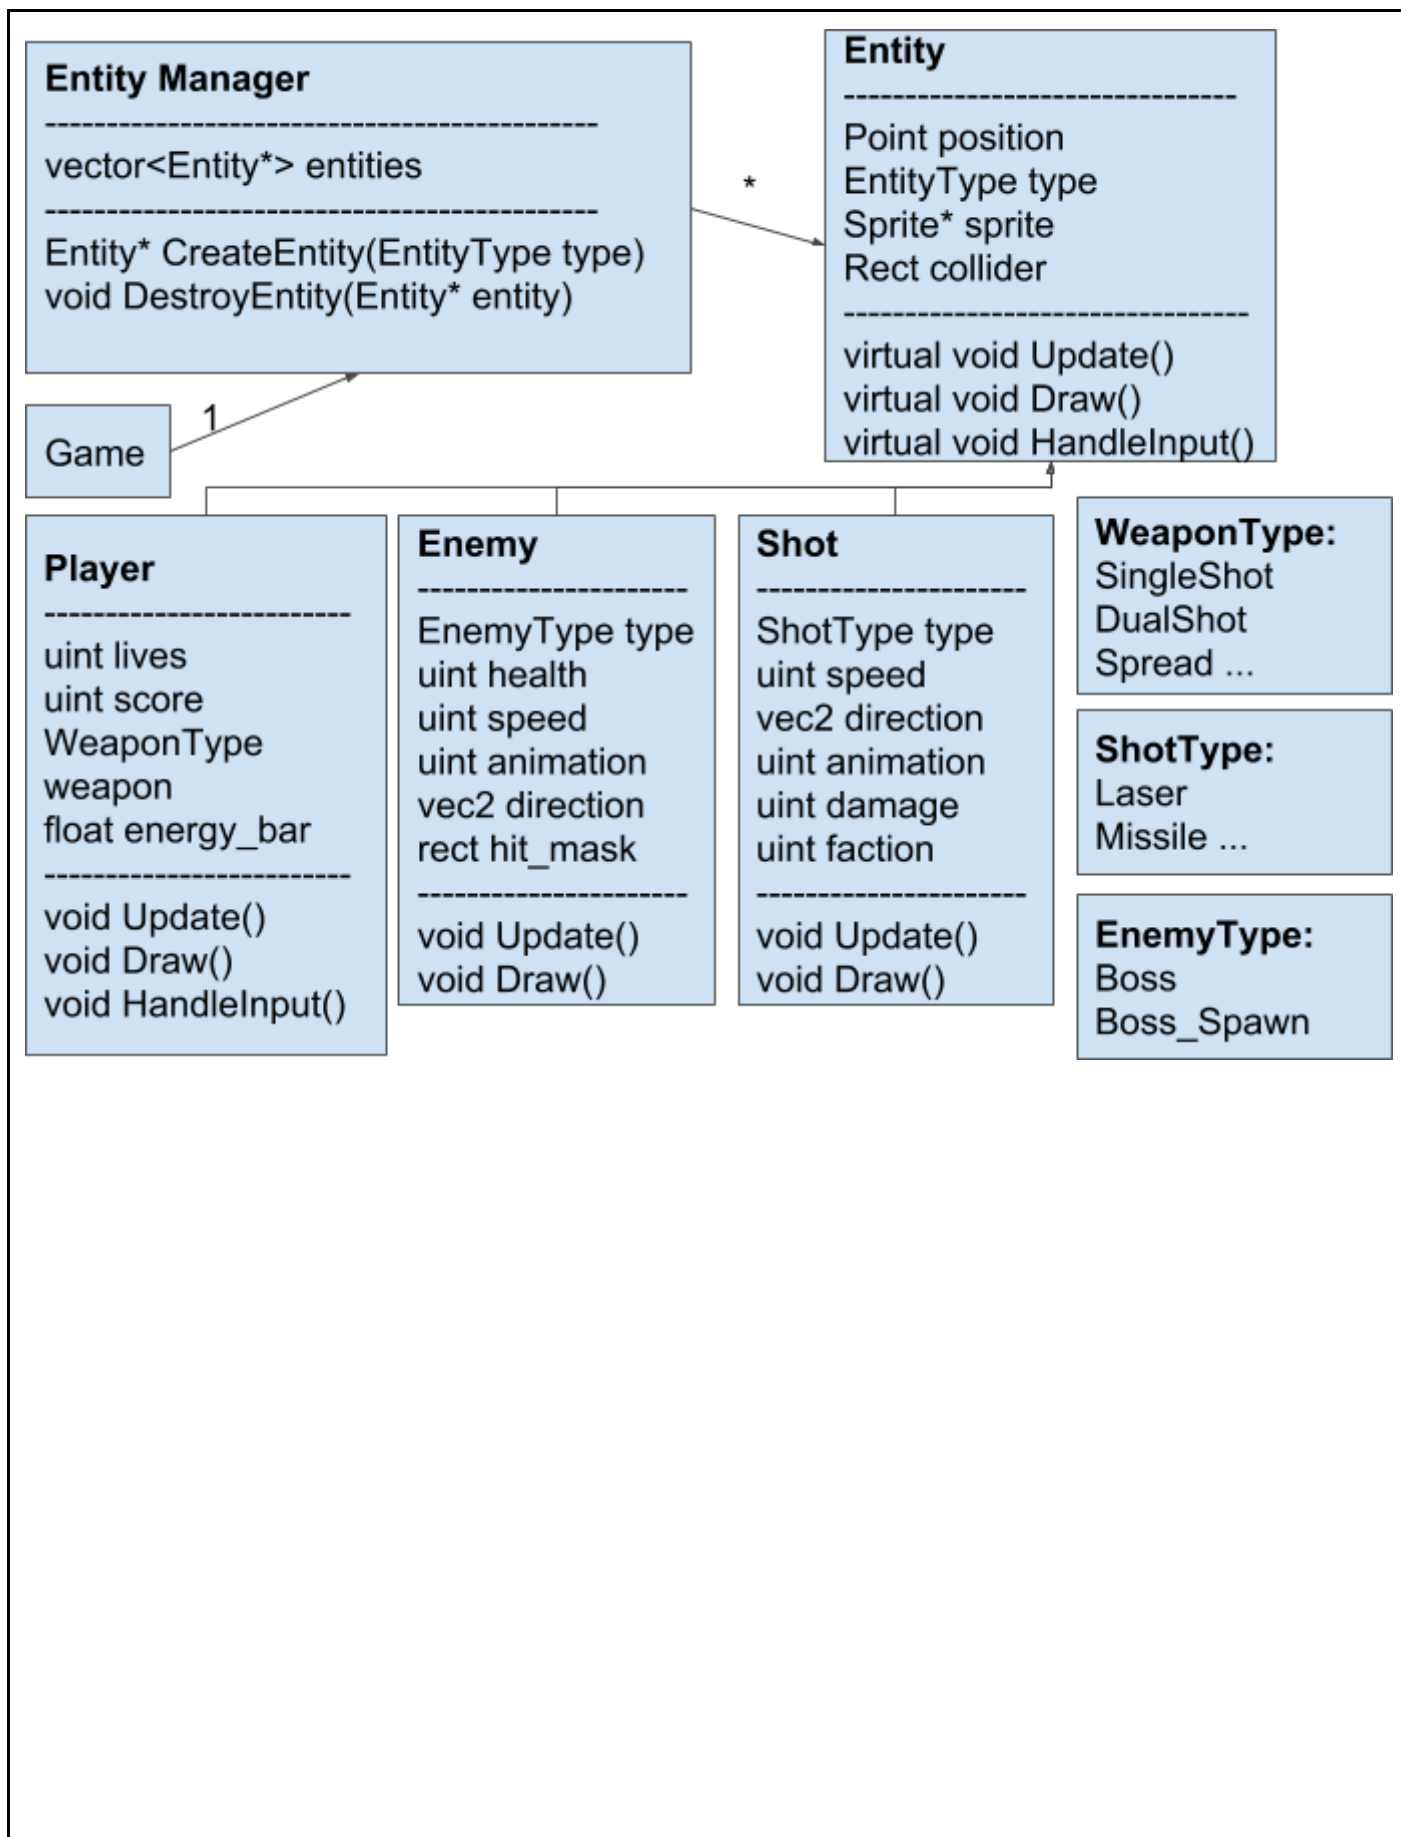 Entity Manager
---------------------------------------------
vector<Entity*> entities
---------------------------------------------
Entity* CreateEntity(EntityType type)
void DestroyEntity(Entity* entity)
*
Entity
--------------------------------
Point position
EntityType type
Sprite* sprite
Rect collider
---------------------------------
virtual void Update()
virtual void Draw()
virtual void HandleInput()
1
Game
Player
-------------------------
uint lives
uint score
WeaponType
weapon
float energy_bar
-------------------------
void Update()
void Draw()
void HandleInput()
Enemy
----------------------
EnemyType type
uint health
uint speed
uint animation
vec2 direction
rect hit_mask
----------------------
void Update()
void Draw()
Shot
----------------------
ShotType type
uint speed
vec2 direction
uint animation
uint damage
uint faction
----------------------
void Update()
void Draw()
WeaponType:
SingleShot
DualShot
Spread ...
ShotType:
Laser
Missile ...
EnemyType:
Boss
Boss_Spawn